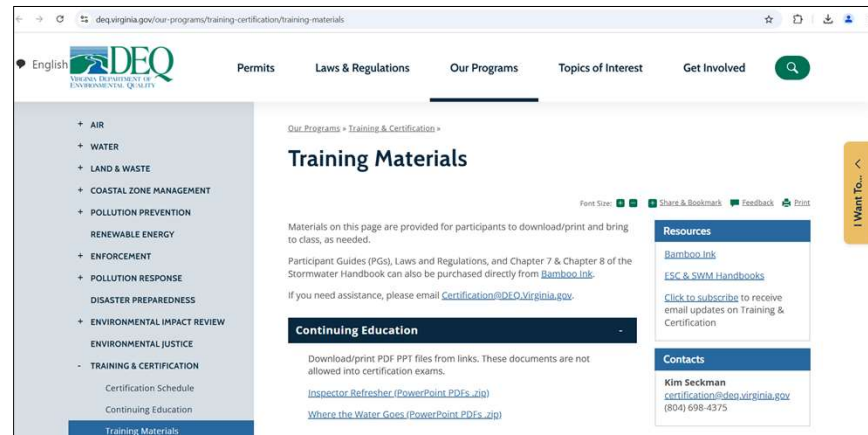 deq.virginia.gov/our-programs/training-certification/training-materials
English
DEQ
VIRGINIA DEPARTMENT OF
ENVIRONMENTAL QUALITY
Permits
Laws & Regulations
Our Programs
Topics of Interest
Get Involved
+ AIR
+ WATER
+ LAND & WASTE
+ COASTAL ZONE MANAGEMENT
+ POLLUTION PREVENTION
RENEWABLE ENERGY
+ ENFORCEMENT
+ POLLUTION RESPONSE
DISASTER PREPAREDNESS
+ ENVIRONMENTAL IMPACT REVIEW
ENVIRONMENTAL JUSTICE
- TRAINING & CERTIFICATION
Certification Schedule
Continuing Education
Training Materials
Our Programs » Training & Certification »
Training Materials
Font Size: + - Share & Bookmark Feedback Print
Materials on this page are provided for participants to download/print and bring
to class, as needed.
Participant Guides (PGs), Laws and Regulations, and Chapter 7 & Chapter 8 of the
Stormwater Handbook can also be purchased directly from Bamboo Ink.
If you need assistance, please email Certification@DEQ.Virginia.gov.
Continuing Education -
Download/print PDF PPT files from links. These documents are not
allowed into certification exams.
Inspector Refresher (PowerPoint PDFs .zip)
Where the Water Goes (PowerPoint PDFs .zip)
Resources
Bamboo Ink
ESC & SWM Handbooks
Click to subscribe to receive
email updates on Training &
Certification
Contacts
Kim Seckman
certification@deq.virginia.gov
(804) 698-4375
I Want To...